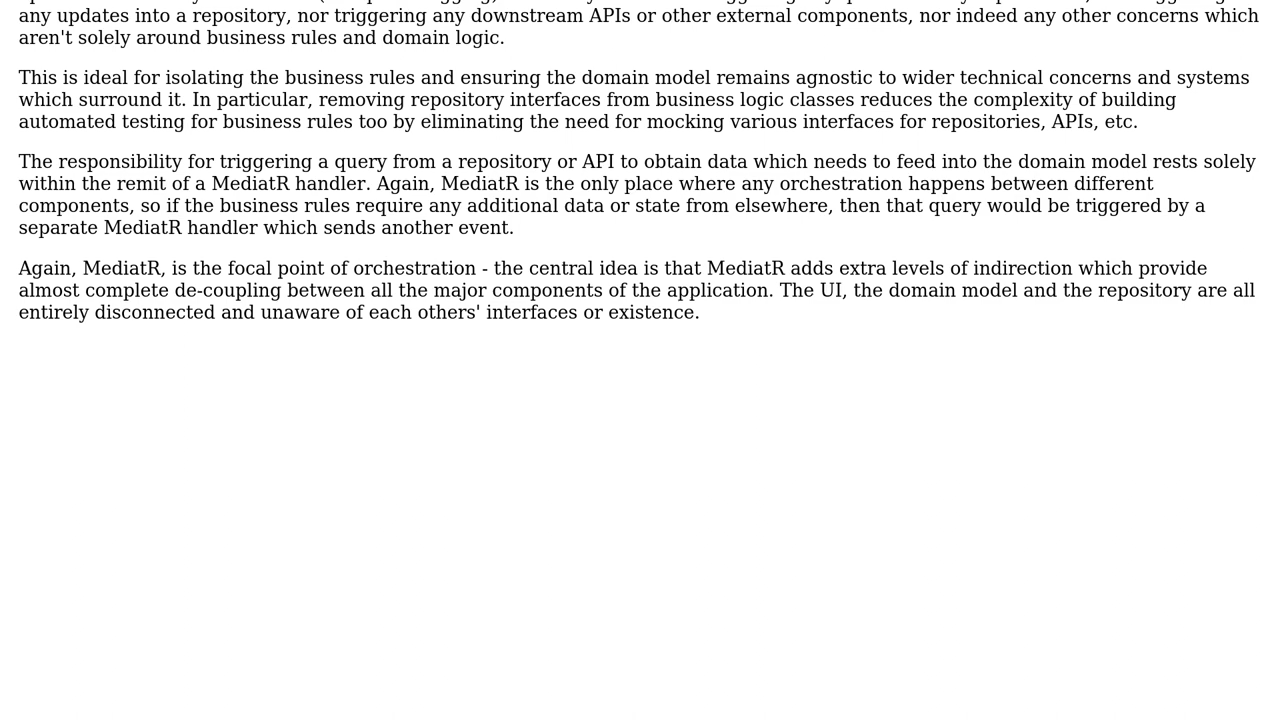 any updates into a repository, nor triggering any downstream APIs or other external components, nor indeed any other concerns which
aren't solely around business rules and domain logic.
This is ideal for isolating the business rules and ensuring the domain model remains agnostic to wider technical concerns and systems
which surround it. In particular, removing repository interfaces from business logic classes reduces the complexity of building
automated testing for business rules too by eliminating the need for mocking various interfaces for repositories, APIs, etc.
The responsibility for triggering a query from a repository or API to obtain data which needs to feed into the domain model rests solely
within the remit of a MediatR handler. Again, MediatR is the only place where any orchestration happens between different
components, so if the business rules require any additional data or state from elsewhere, then that query would be triggered by a
separate MediatR handler which sends another event.
Again, MediatR, is the focal point of orchestration - the central idea is that MediatR adds extra levels of indirection which provide
almost complete de-coupling between all the major components of the application. The UI, the domain model and the repository are all
entirely disconnected and unaware of each others' interfaces or existence.